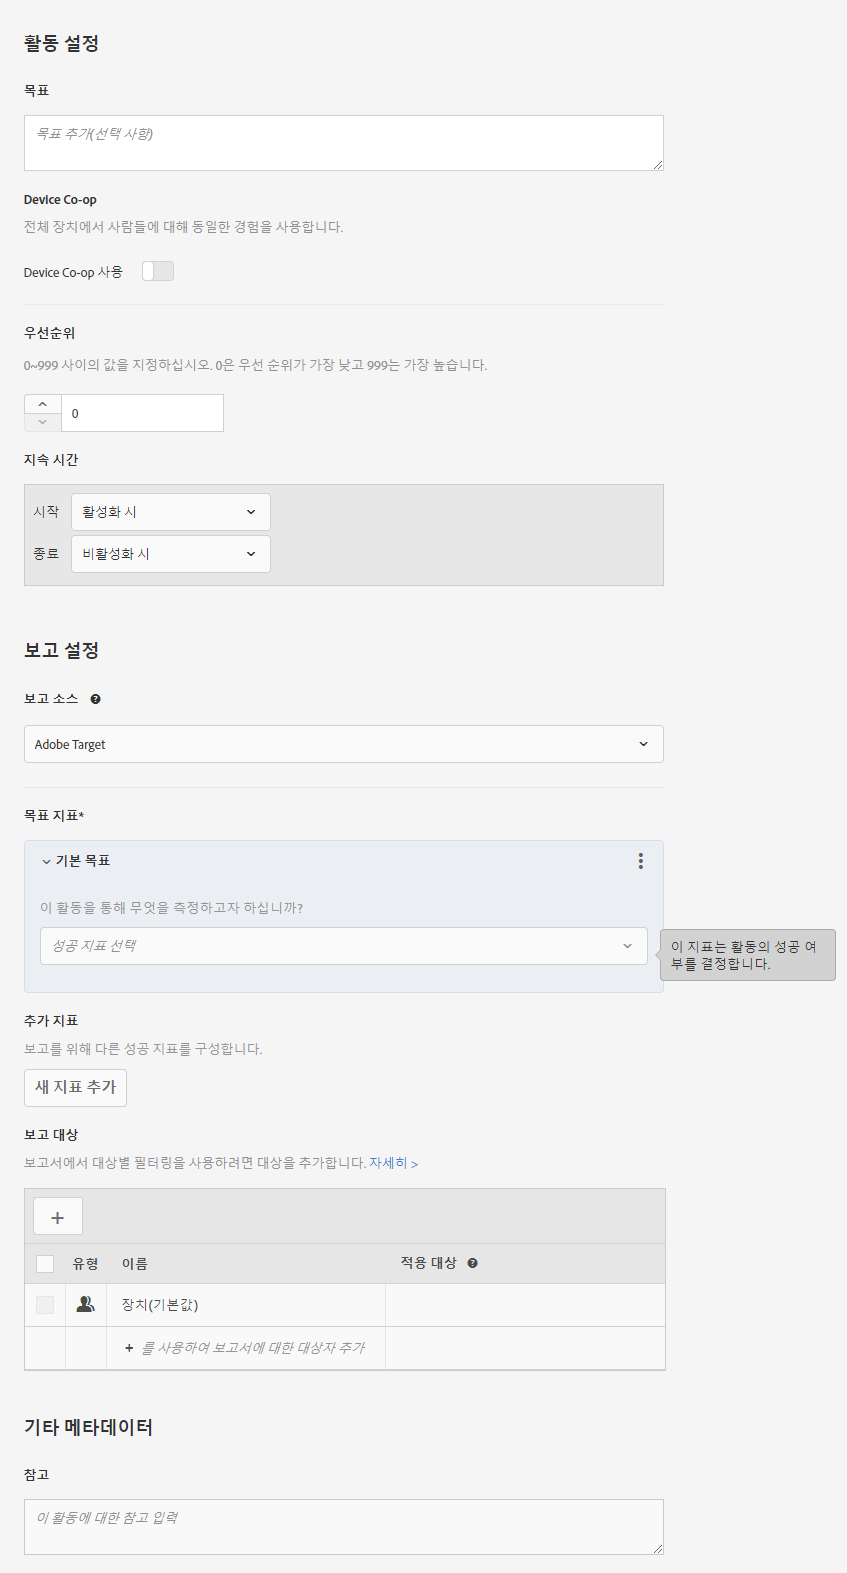 활동 설정
목표
목표 추가(선택 사항)
Device Co-op
전체 장치에서 사람들에 대해 동일한 경험을 사용합니다.
Device Co-op 사용
우선순위
0~999 사이의 값을 지정하십시오. 0은 우선 순위가 가장 낮고 999는 가장 높습니다.
0
지속 시간
시작 활성화 시
종료 비활성화 시
보고 설정
보고 소스
Adobe Target
목표 지표*
기본 목표
이 활동을 통해 무엇을 측정하고자 하십니까?
성공 지표 선택
이 지표는 활동의 성공 여
부를 결정합니다.
추가 지표
보고를 위해 다른 성공 지표를 구성합니다.
새 지표 추가
보고 대상
보고서에서 대상별 필터링을 사용하려면 대상을 추가합니다. 자세히 >
+
유형 이름 적용 대상
장치(기본값)
+ 를 사용하여 보고서에 대한 대상자 추가
기타 메타데이터
참고
이 활동에 대한 참고 입력